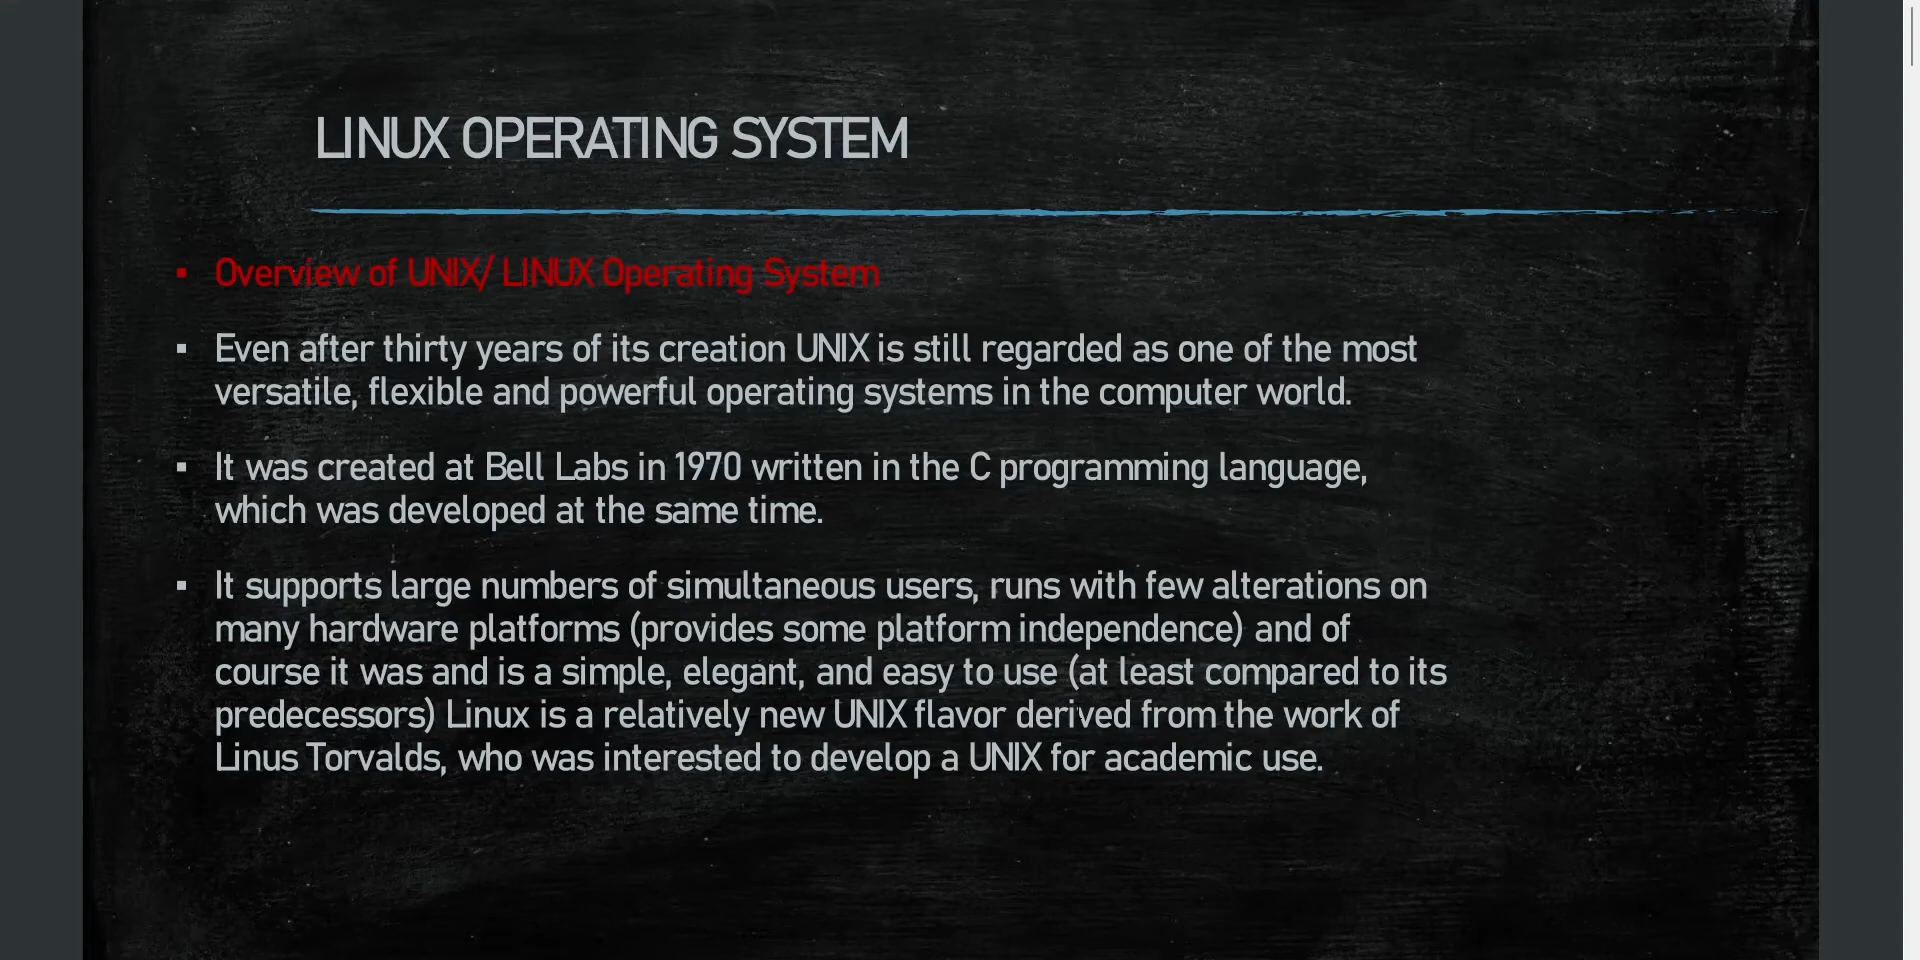 LINUX OPERATING SYSTEM
▪ Overview of UNIX/ LINUX Operating System
▪ Even after thirty years of its creation UNIX is still regarded as one of the most
versatile, flexible and powerful operating systems in the computer world.
▪ It was created at Bell Labs in 1970 written in the C programming language,
which was developed at the same time.
▪ It supports large numbers of simultaneous users, runs with few alterations on
many hardware platforms (provides some platform independence) and of
course it was and is a simple, elegant, and easy to use (at least compared to its
predecessors) Linux is a relatively new UNIX flavor derived from the work of
Linus Torvalds, who was interested to develop a UNIX for academic use.